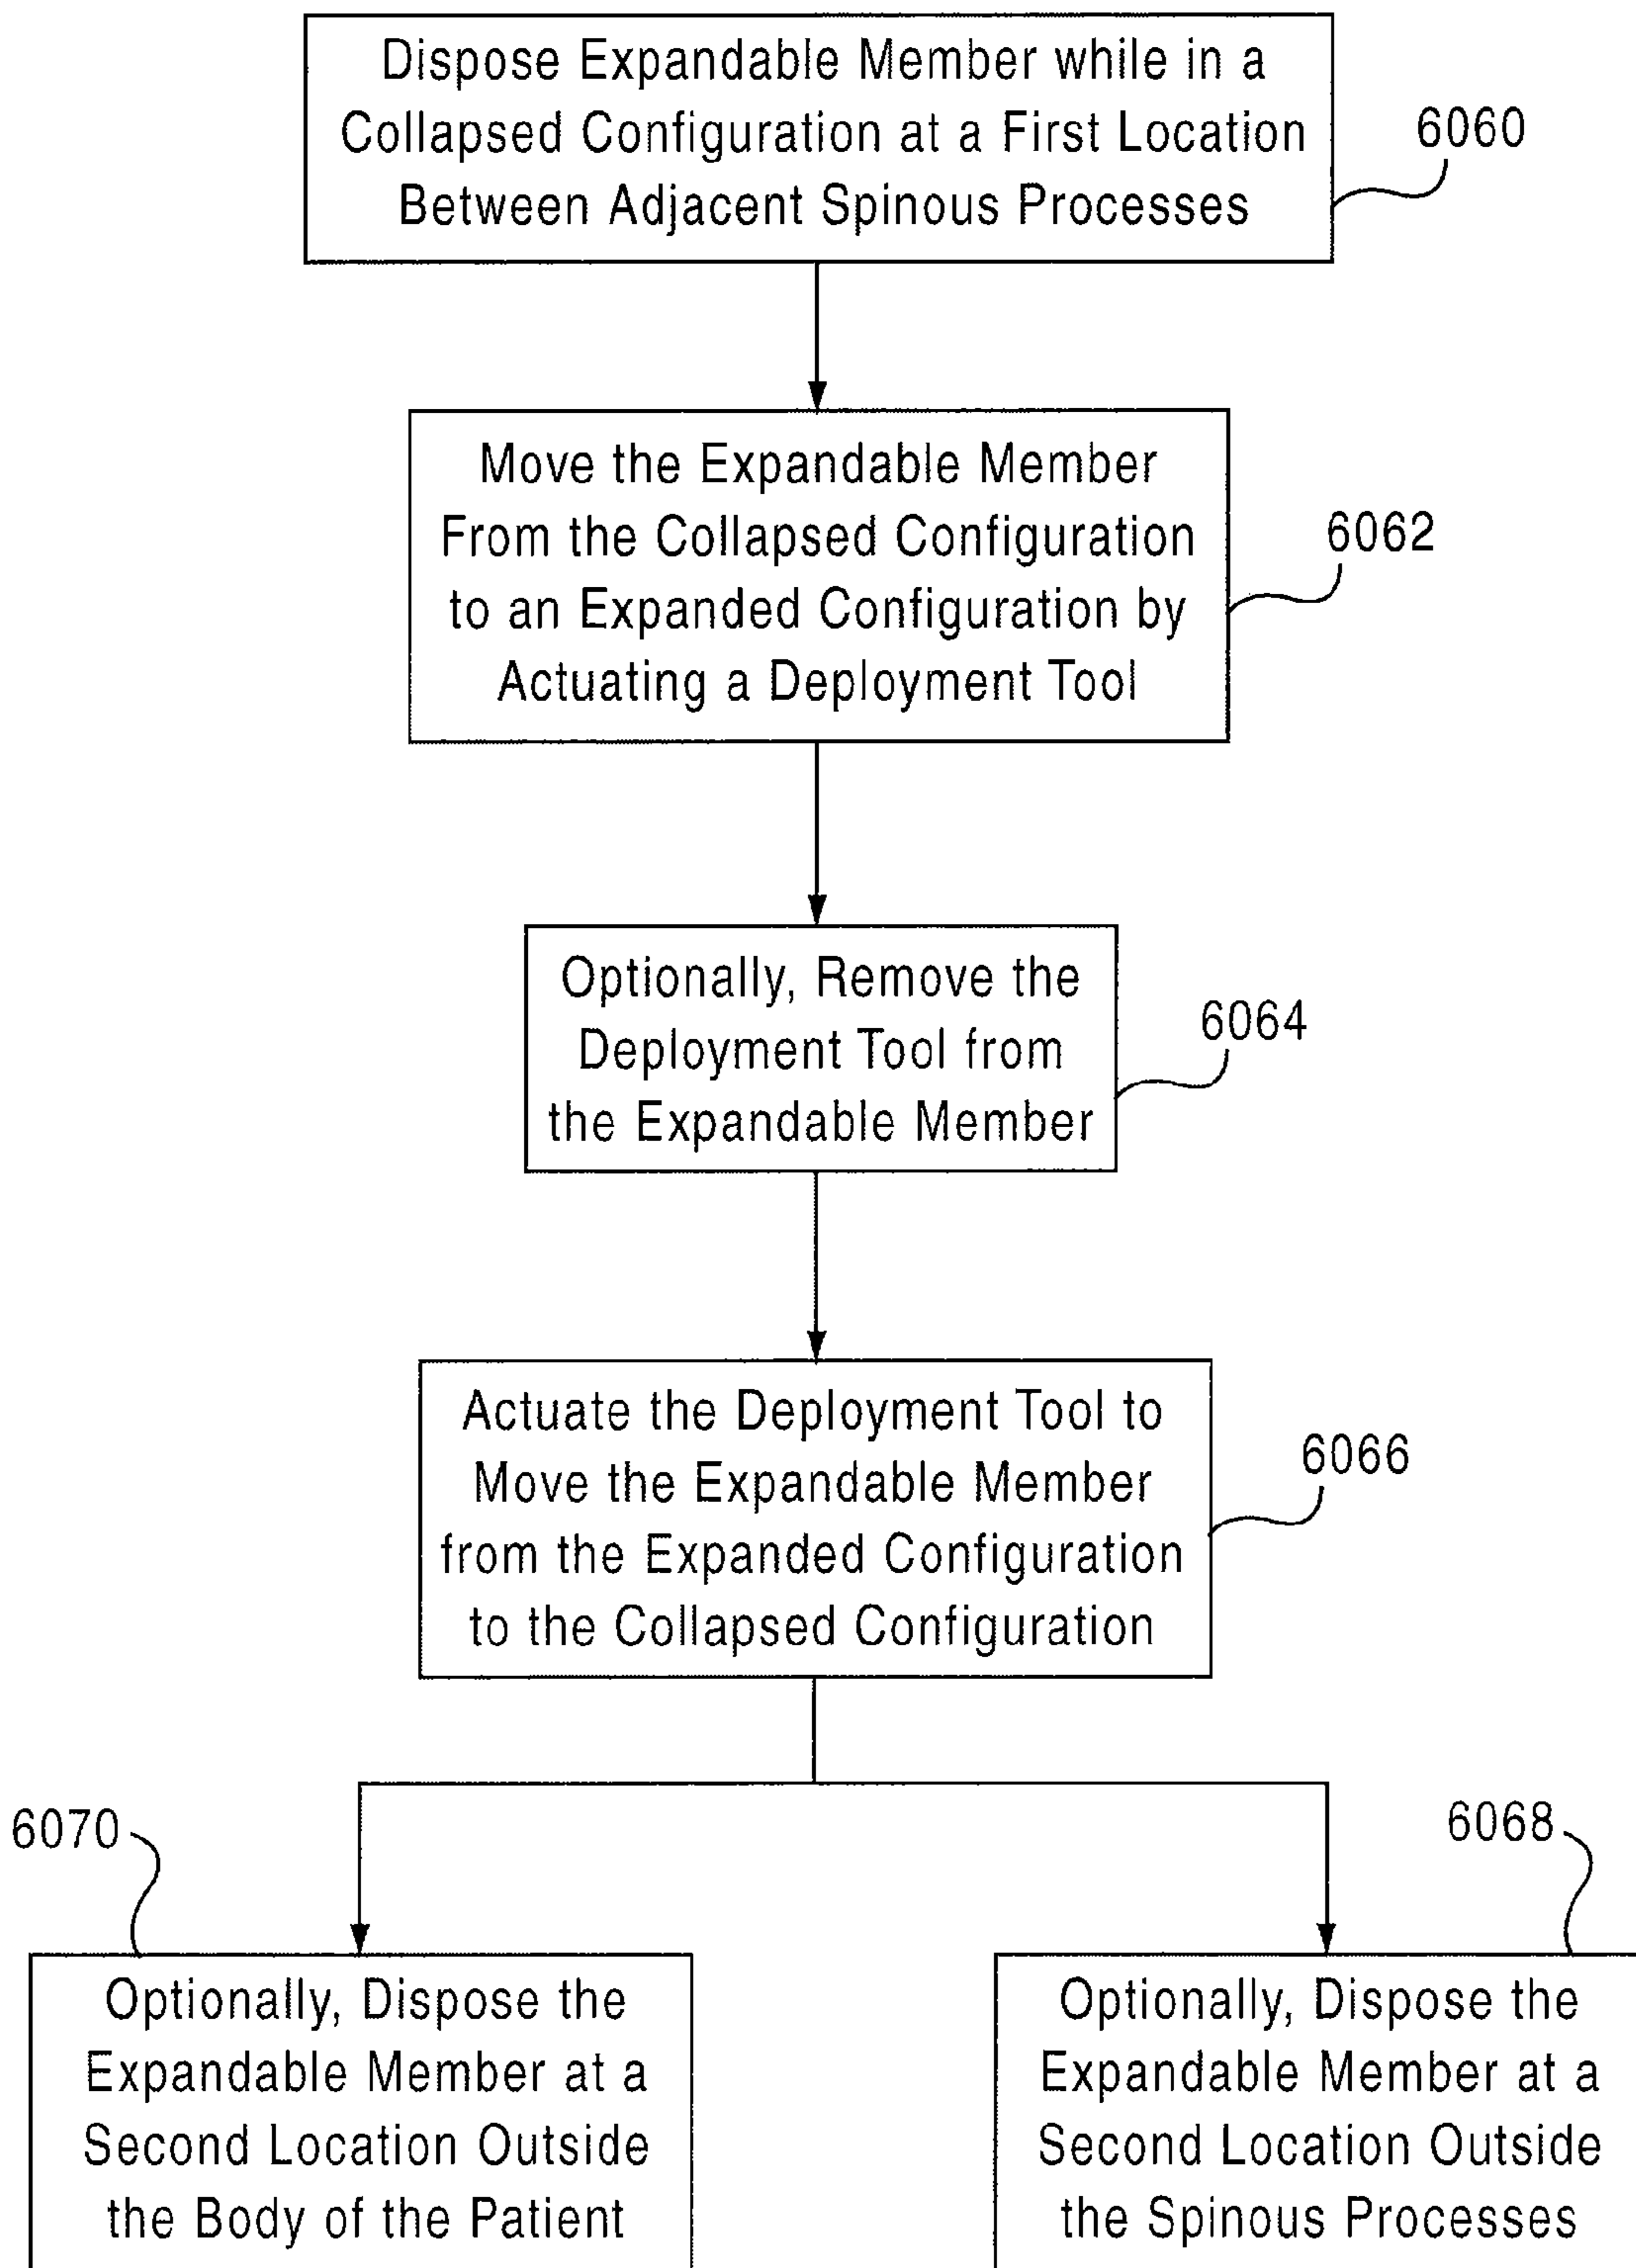 Dispose Expandable Member while in a
Collapsed Configuration at a First Location
Between Adjacent Spinous Processes
6060
Move the Expandable Member
From the Collapsed Configuration
to an Expanded Configuration by
Actuating a Deployment Tool
6062
Optionally, Remove the
Deployment Tool from
the Expandable Member
6064
Actuate the Deployment Tool to
Move the Expandable Member
from the Expanded Configuration
to the Collapsed Configuration
6066
6070
Optionally, Dispose the
Expandable Member at a
Second Location Outside
the Body of the Patient
6068
Optionally, Dispose the
Expandable Member at a
Second Location Outside
the Spinous Processes